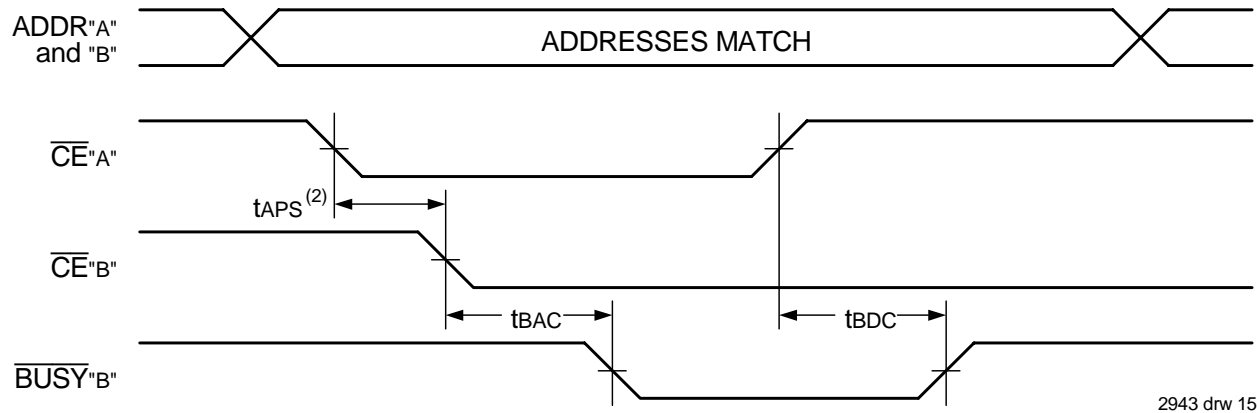 ADDR"A"
and "B"
ADDRESSES MATCH
CE"A"
tAPS(2)
CE"B"
tBAC
tBDC
BUSY"B"
2943 drw 15